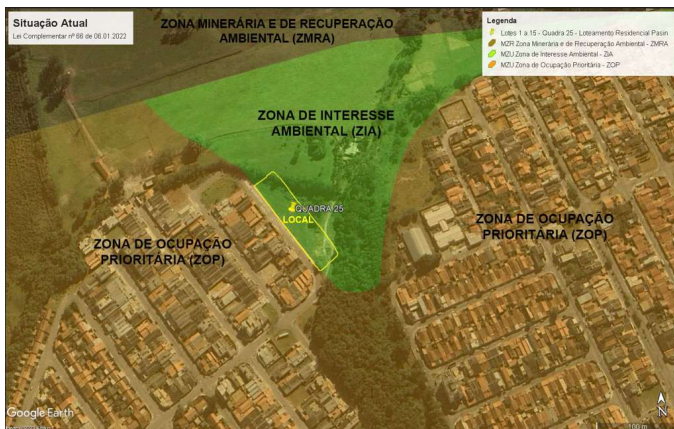 Situação Atual
Lei Complementar nº 66 de 06.01.2022
ZONA MINERÁRIA E DE RECUPERAÇÃO
AMBIENTAL (ZMRA)
Legenda
Lotes 1 a 15 - Quadra 25 - Loteamento Residencial Pasin
MZR Zona Minerária e de Recuperação Ambiental - ZMRA
MZU Zona de Interesse Ambiental - ZIA
MZU Zona de Ocupação Prioritária - ZOP
ZONA DE INTERESSE
AMBIENTAL (ZIA)
QUADRA 25
LOCAL
ZONA DE OCUPAÇÃO
PRIORITÁRIA (ZOP)
ZONA DE OCUPAÇÃO
PRIORITÁRIA (ZOP)
Google Earth
N
100 m